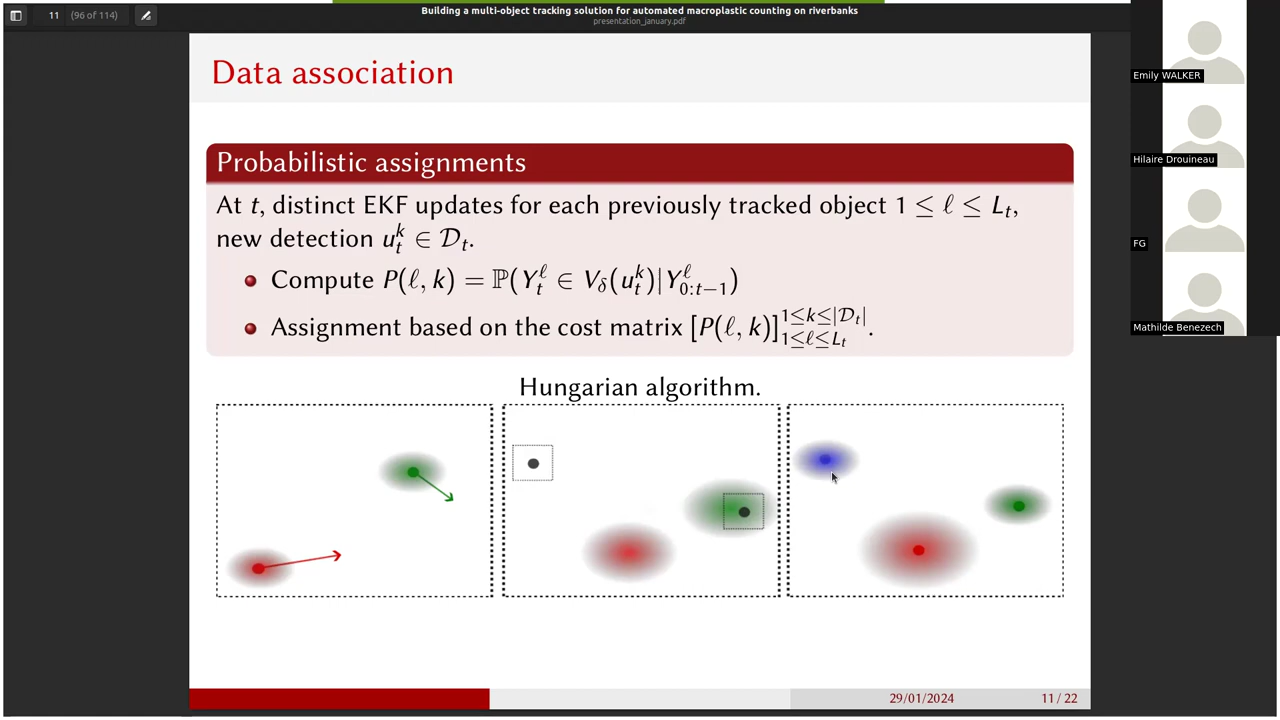 11 (96 of 114)
Building a multi-object tracking solution for automated macroplastic counting on riverbanks
presentation_january.pdf
Emily WALKER
Hilaire Drouineau
FG
Mathilde Benezech
Data association
Probabilistic assignments
At t, distinct EKF updates for each previously tracked object 1 ≤ ℓ ≤ L_t,
new detection u_t^k ∈ 𝒟_t.
Compute P(ℓ, k) = ℙ(Y_t^ℓ ∈ V_δ(u_t^k)|Y_{0:t−1}^ℓ)
Assignment based on the cost matrix [P(ℓ, k)]_{1≤ℓ≤L_t}^{1≤k≤|𝒟_t|}.
Hungarian algorithm.
29/01/2024 11 / 22